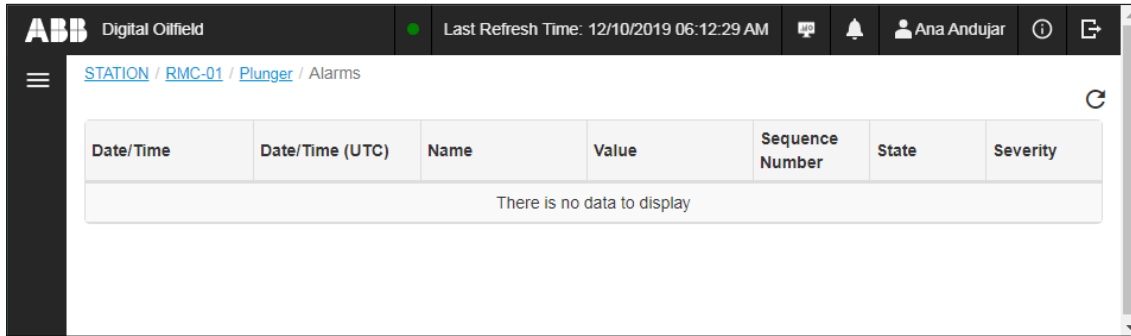 ABB Digital Oilfield Last Refresh Time: 12/10/2019 06:12:29 AM Ana Andujar
STATION / RMC-01 / Plunger / Alarms
Date/Time Date/Time (UTC) Name Value Sequence Number State Severity
There is no data to display